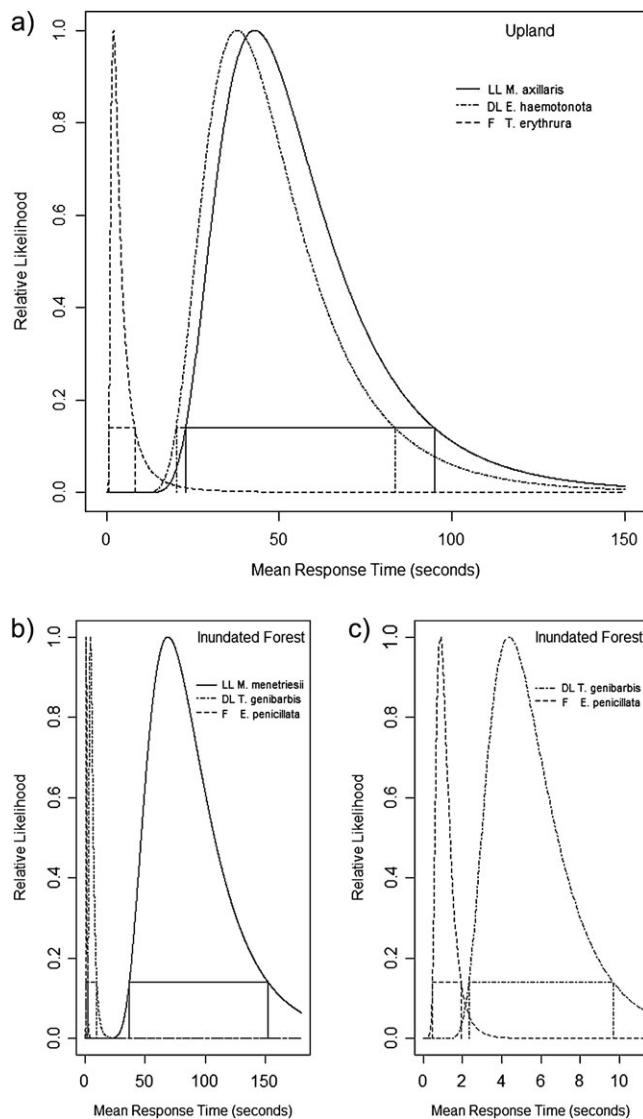 a)
Upland
LL M. axillaris
DL E. haemotonota
F T. erythrura
Relative Likelihood
0.0 0.2 0.4 0.6 0.8 1.0
0 50 100 150
Mean Response Time (seconds)
b)
Inundated Forest
LL M. menetriesii
DL T. genibarbis
F E. penicillata
Relative Likelihood
0.0 0.2 0.4 0.6 0.8 1.0
0 50 100 150
Mean Response Time (seconds)
c)
Inundated Forest
DL T. genibarbis
F E. penicillata
Relative Likelihood
0.0 0.2 0.4 0.6 0.8 1.0
0 2 4 6 8 10
Mean Response Time (seconds)